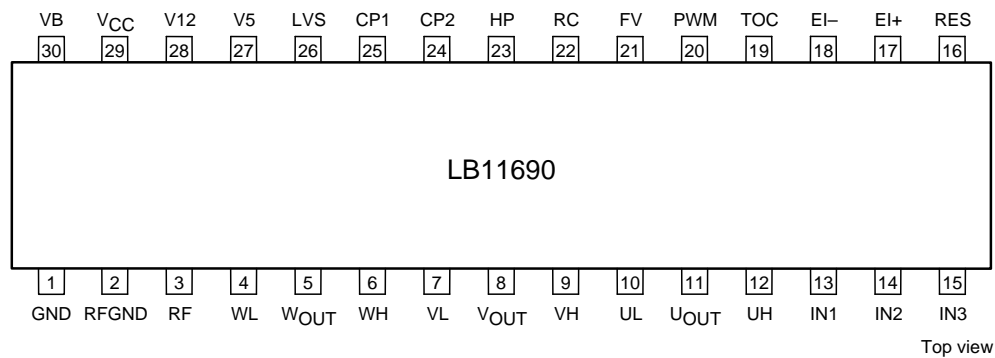 VB VCC V12 V5 LVS CP1 CP2 HP RC FV PWM TOC EI– EI+ RES
30 29 28 27 26 25 24 23 22 21 20 19 18 17 16
LB11690
1 2 3 4 5 6 7 8 9 10 11 12 13 14 15
GND RFGND RF WL WOUT WH VL VOUT VH UL UOUT UH IN1 IN2 IN3
Top view